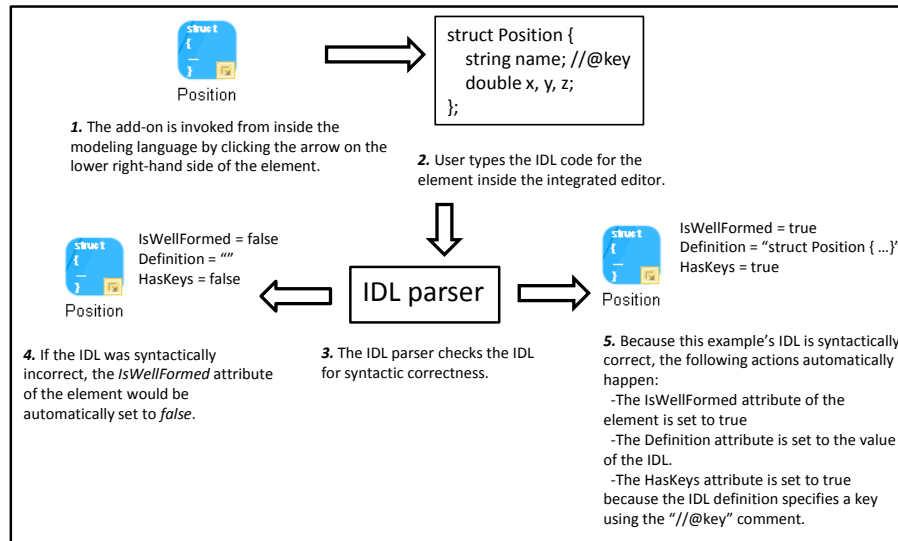 struct
{
_
}
Position
struct Position {
string name; //@key
double x, y, z;
};
1. The add-on is invoked from inside the
modeling language by clicking the arrow on the
lower right-hand side of the element.
2. User types the IDL code for the
element inside the integrated editor.
struct
{
_
}
Position
IsWellFormed = false
Definition = “”
HasKeys = false
IDL parser
struct
{
_
}
Position
IsWellFormed = true
Definition = “struct Position { …}”
HasKeys = true
4. If the IDL was syntactically
incorrect, the IsWellFormed attribute
of the element would be
automatically set to false.
3. The IDL parser checks the IDL
for syntactic correctness.
5. Because this example’s IDL is syntactically
correct, the following actions automatically
happen:
-The IsWellFormed attribute of the
element is set to true
-The Definition attribute is set to the value
of the IDL.
-The HasKeys attribute is set to true
because the IDL definition specifies a key
using the “//@key” comment.